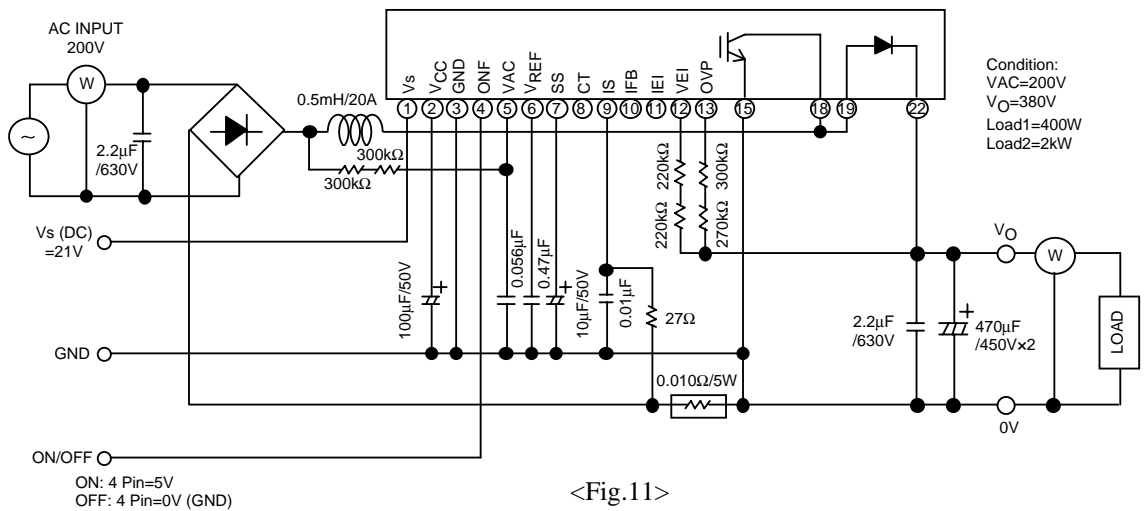 AC INPUT
200V
W
~
2.2μF
/630V
0.5mH/20A
300kΩ
300kΩ
Vs
VCC
GND
ONF
VAC
VREF
SS
CT
IS
IFB
IEI
VEI
OVP
1
2
3
4
5
6
7
8
9
10
11
12
13
15
18
19
22
Condition:
VAC=200V
VO=380V
Load1=400W
Load2=2kW
220kΩ
300kΩ
220kΩ
270kΩ
Vs (DC)
=21V
100μF/50V
+
0.056μF
0.47μF
+
10μF/50V
0.01μF
27Ω
GND
0.010Ω/5W
2.2μF
/630V
+
470μF
/450V×2
VO
W
LOAD
0V
ON/OFF
ON: 4 Pin=5V
OFF: 4 Pin=0V (GND)
<Fig.11>